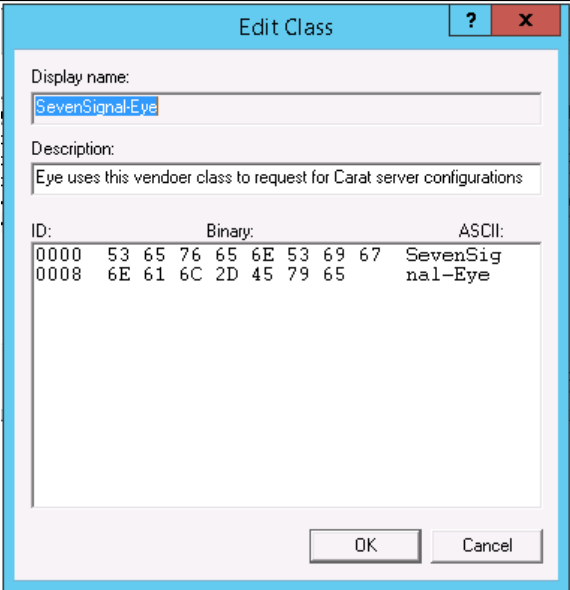 Edit Class
?
x
Display name:
SevenSignal-Eye
Description:
Eye uses this vendoer class to request for Carat server configurations
ID: Binary: ASCII:
0000 53 65 76 65 6E 53 69 67 SevenSig
0008 6E 61 6C 2D 45 79 65 nal-Eye
OK Cancel